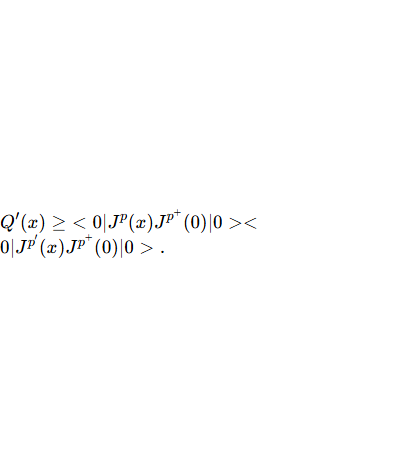 Q′(x) ≥ < 0|J^p(x)J^{p^+}(0)|0 ><
0|J^{p′}(x)J^{p^+}(0)|0 > .